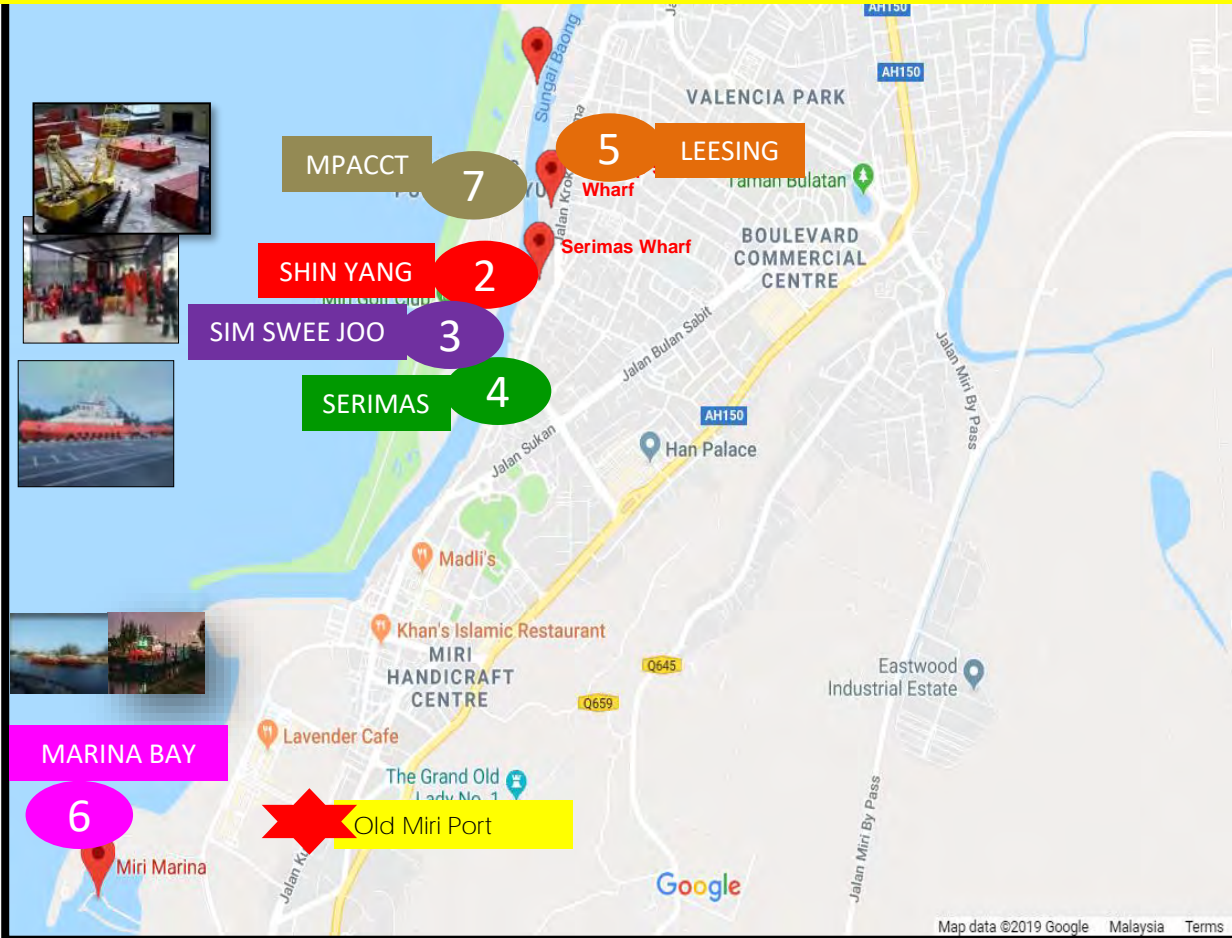 AH150
Sungai Baong
AH150
VALENCIA PARK
5
LEESING
MPACCT
7
Wharf
Taman Bulatan
Serimas Wharf
BOULEVARD
COMMERCIAL
CENTRE
SHIN YANG
2
Miri Golf Club
SIM SWEE JOO
3
Jalan Bulan Sabit
Jalan Miri By Pass
SERIMAS
4
AH150
Han Palace
Jalan Sukan
Madli's
Khan's Islamic Restaurant
MIRI
HANDICRAFT
CENTRE
Q645
Eastwood
Industrial Estate
Q659
Lavender Cafe
MARINA BAY
The Grand Old
Lady No. 1
6
Old Miri Port
Jalan Miri By Pass
Miri Marina
Jalan
Google
Map data ©2019 Google Malaysia Terms